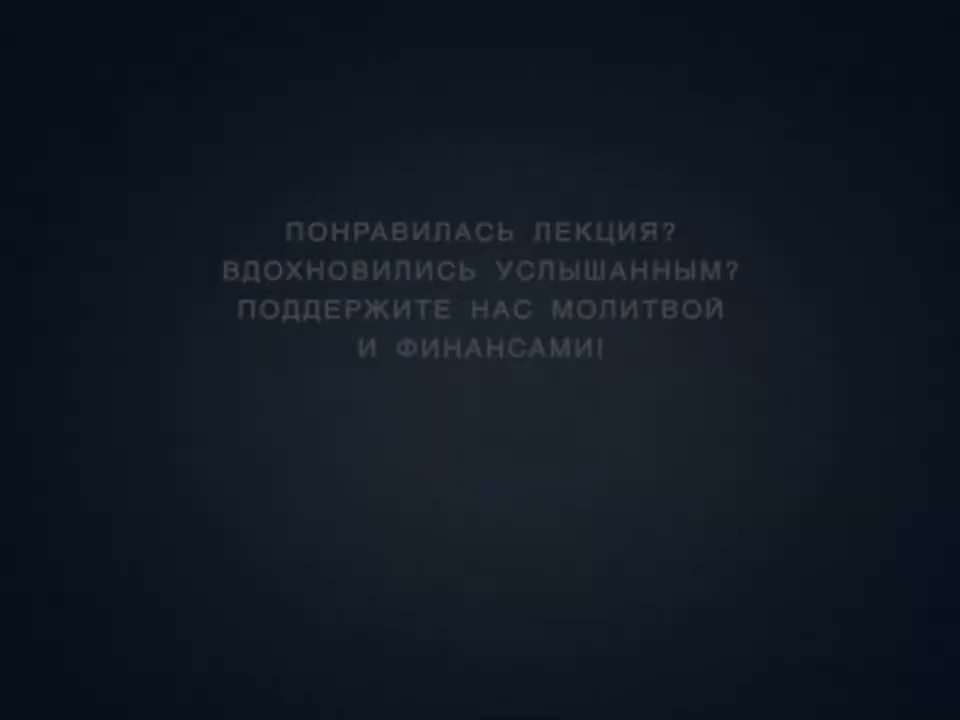 ПОНРАВИЛАСЬ ЛЕКЦИЯ?
ВДОХНОВИЛИСЬ УСЛЫШАННЫМ?
ПОДДЕРЖИТЕ НАС МОЛИТВОЙ
И ФИНАНСАМИ!